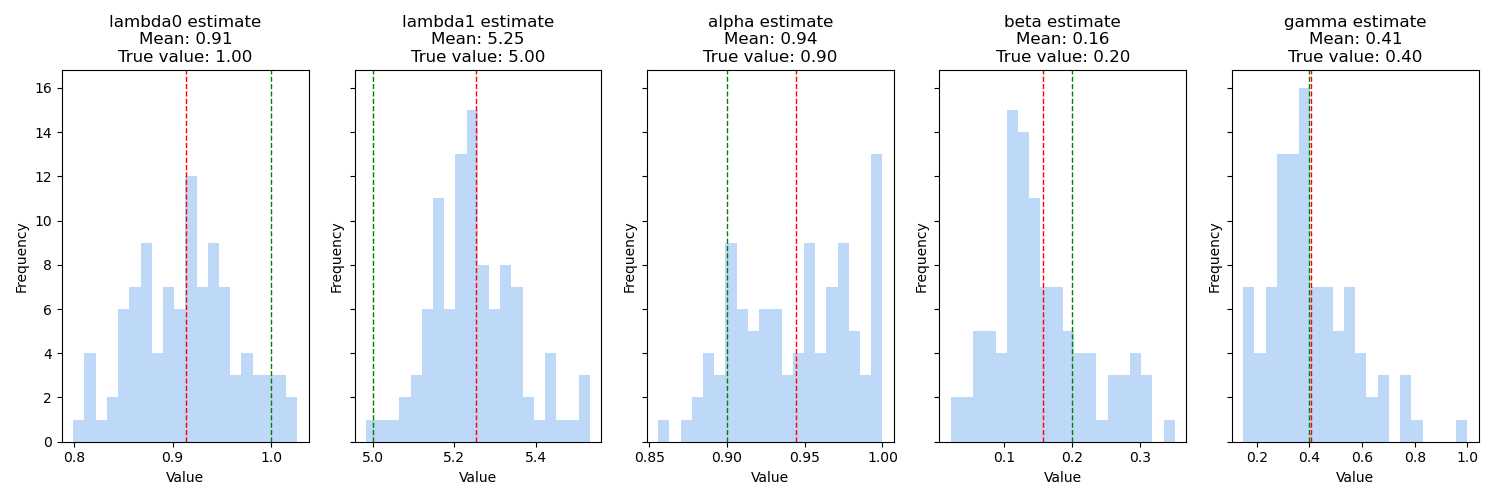 lambda0 estimate
Mean: 0.91
True value: 1.00
lambda1 estimate
Mean: 5.25
True value: 5.00
alpha estimate
Mean: 0.94
True value: 0.90
beta estimate
Mean: 0.16
True value: 0.20
gamma estimate
Mean: 0.41
True value: 0.40
16
14
12
10
8
6
4
2
0
Frequency
0.8 0.9 1.0
Value
Frequency
5.0 5.2 5.4
Value
Frequency
0.85 0.90 0.95 1.00
Value
Frequency
0.1 0.2 0.3
Value
Frequency
0.2 0.4 0.6 0.8 1.0
Value